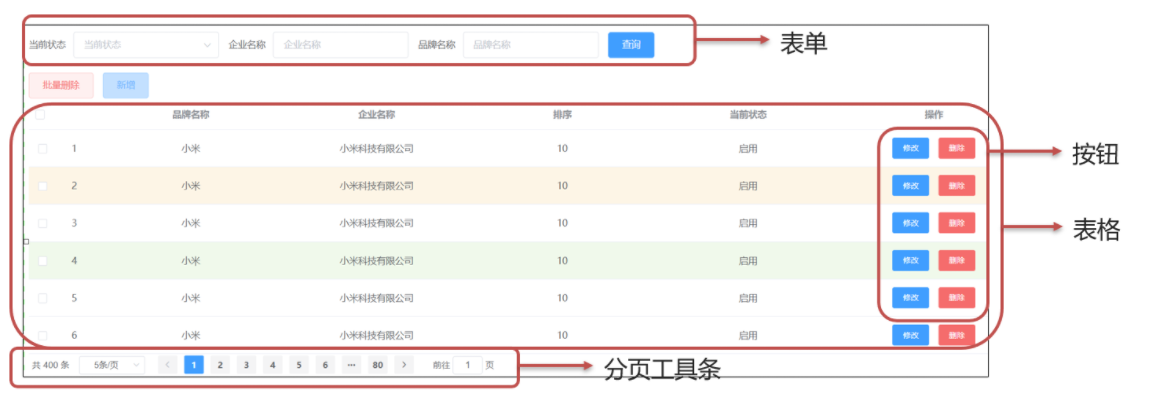 当前状态 当前状态 企业名称 企业名称 品牌名称 品牌名称 查询 表单
批量删除 新增
品牌名称 企业名称 排序 当前状态 操作
1 小米 小米科技有限公司 10 启用 修改 删除 按钮
2 小米 小米科技有限公司 10 启用 修改 删除
3 小米 小米科技有限公司 10 启用 修改 删除 表格
4 小米 小米科技有限公司 10 启用 修改 删除
5 小米 小米科技有限公司 10 启用 修改 删除
6 小米 小米科技有限公司 10 启用 修改 删除
共 400 条 5条/页 < 1 2 3 4 5 6 ··· 80 > 前往 1 页 分页工具条